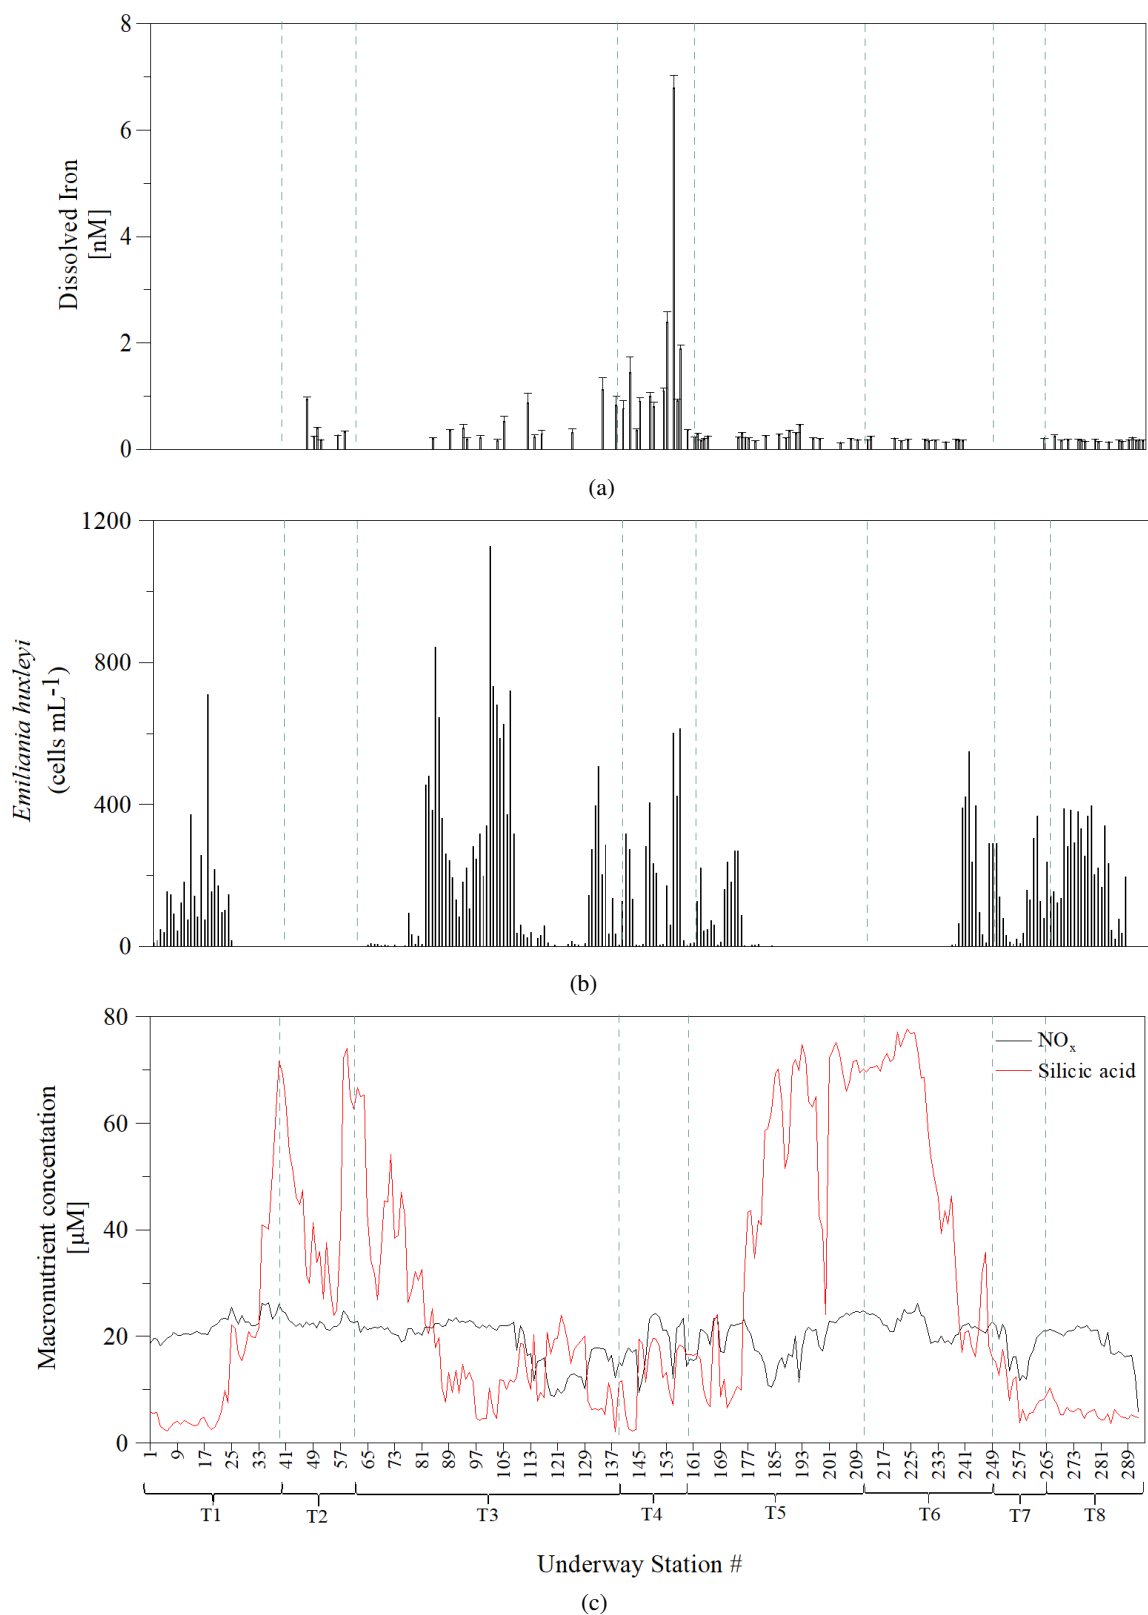 8
6
4
2
0
Dissolved Iron
[nM]
(a)
1200
800
400
0
Emiliania huxleyi
(cells mL-1)
(b)
80
60
40
20
0
Macronutrient concentation
[µM]
NOx
Silicic acid
1 9 17 25 33 41 49 57 65 73 81 89 97 105 113 121 129 137 145 153 161 169 177 185 193 201 209 217 225 235 241 249 257 265 273 281 289
T1 T2 T3 T4 T5 T6 T7 T8
Underway Station #
(c)